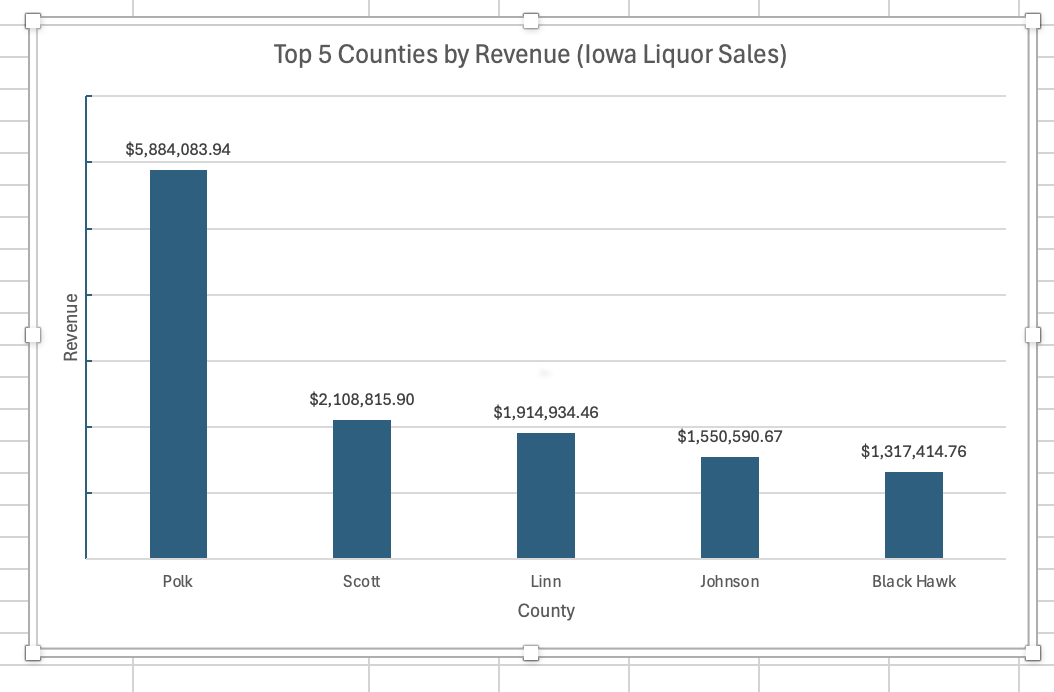 Top 5 Counties by Revenue (Iowa Liquor Sales)
$5,884,083.94
$2,108,815.90
$1,914,934.46
$1,550,590.67
$1,317,414.76
Revenue
Polk
Scott
Linn
Johnson
Black Hawk
County